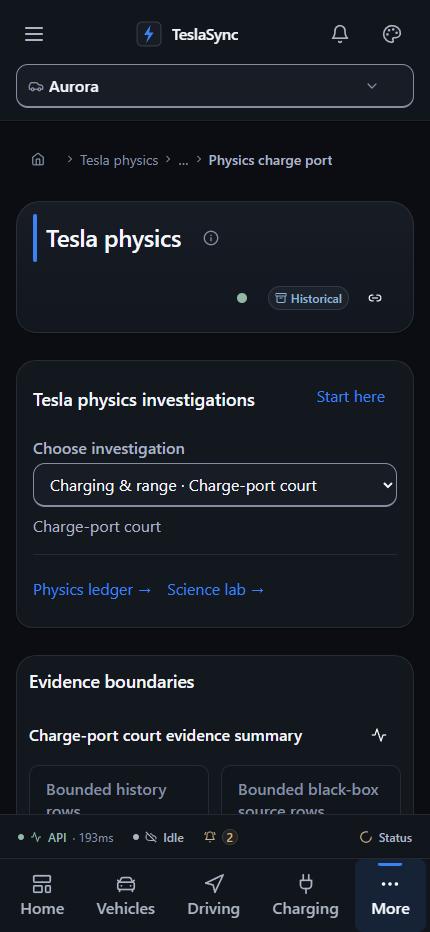 TeslaSync
Aurora
Tesla physics
...
Physics charge port
Tesla physics
Historical
Tesla physics investigations
Start here
Choose investigation
Charging & range · Charge-port court
Charge-port court
Physics ledger →
Science lab →
Evidence boundaries
Charge-port court evidence summary
Bounded history
rows
Bounded black-box
source rows
API · 193ms
Idle
2
Status
Home
Vehicles
Driving
Charging
More